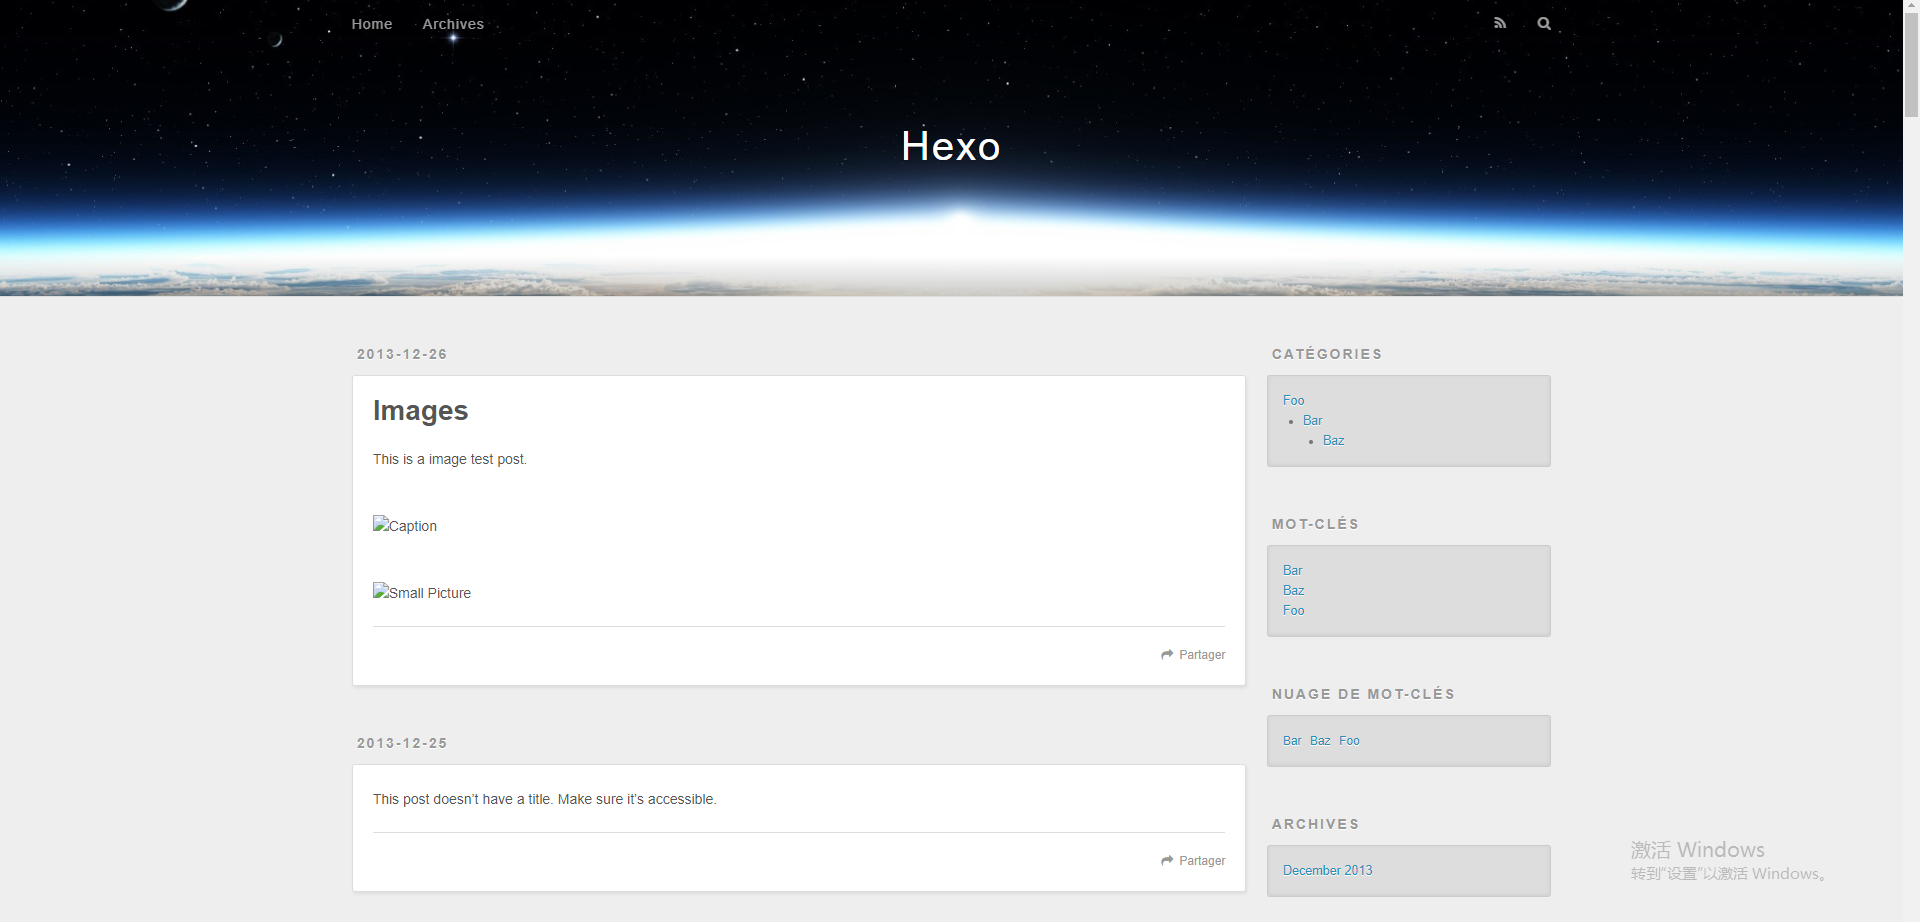 Home Archives
Hexo
2013-12-26
Images
This is a image test post.
Caption
Small Picture
Partager
2013-12-25
This post doesn’t have a title. Make sure it’s accessible.
Partager
CATÉGORIES
Foo
Bar
Baz
MOT-CLÉS
Bar
Baz
Foo
NUAGE DE MOT-CLÉS
Bar Baz Foo
ARCHIVES
December 2013
激活 Windows
转到“设置”以激活 Windows。